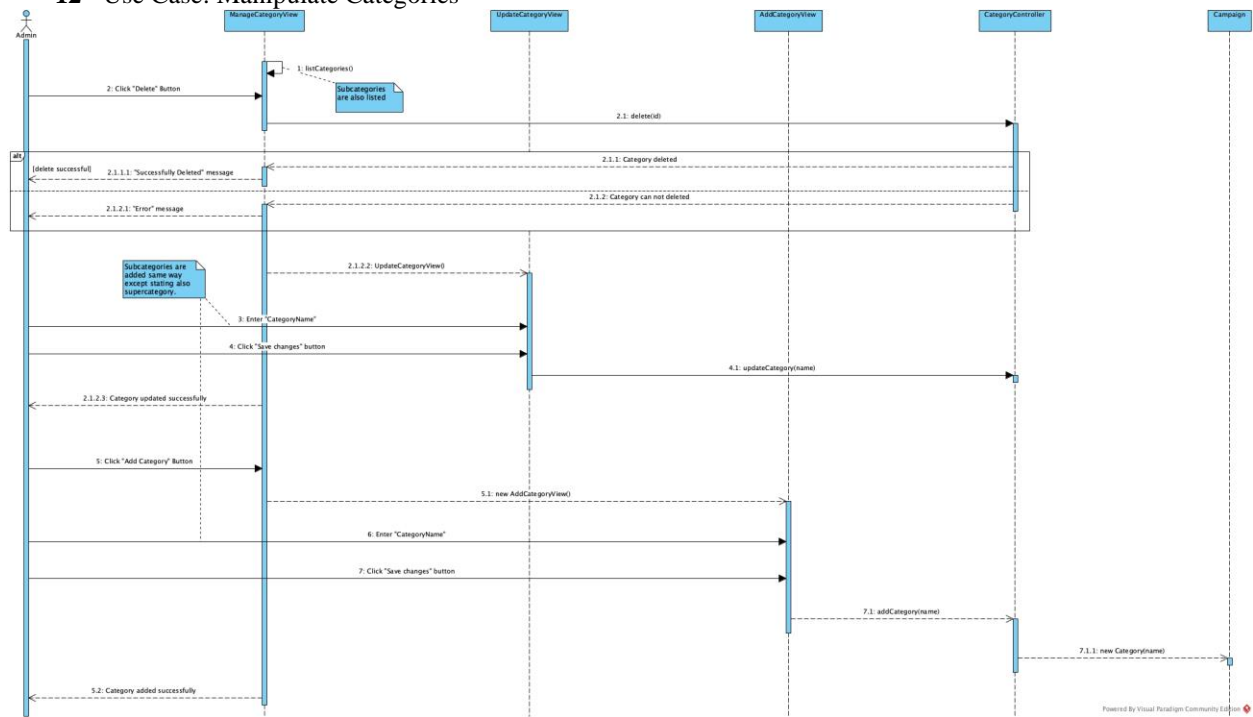 12 Use Case: Manipulate Categories
Admin
ManageCategoryView
UpdateCategoryView
AddCategoryView
CategoryController
Campaign
1: listCategories()
Subcategories
are also listed
2: Click "Delete" Button
2.1: delete(id)
alt
[delete successful]
2.1.1: Category deleted
2.1.1.1: "Successfully Deleted" message
2.1.2: Category can not deleted
2.1.2.1: "Error" message
2.1.2.2: UpdateCategoryView()
Subcategories are
added same way
except stating also
supercategory.
3: Enter "CategoryName"
4: Click "Save changes" button
4.1: updateCategory(name)
2.1.2.3: Category updated successfully
5: Click "Add Category" Button
5.1: new AddCategoryView()
6: Enter "CategoryName"
7: Click "Save changes" button
7.1: addCategory(name)
7.1.1: new Category(name)
5.2: Category added successfully
Powered By Visual Paradigm Community Edition